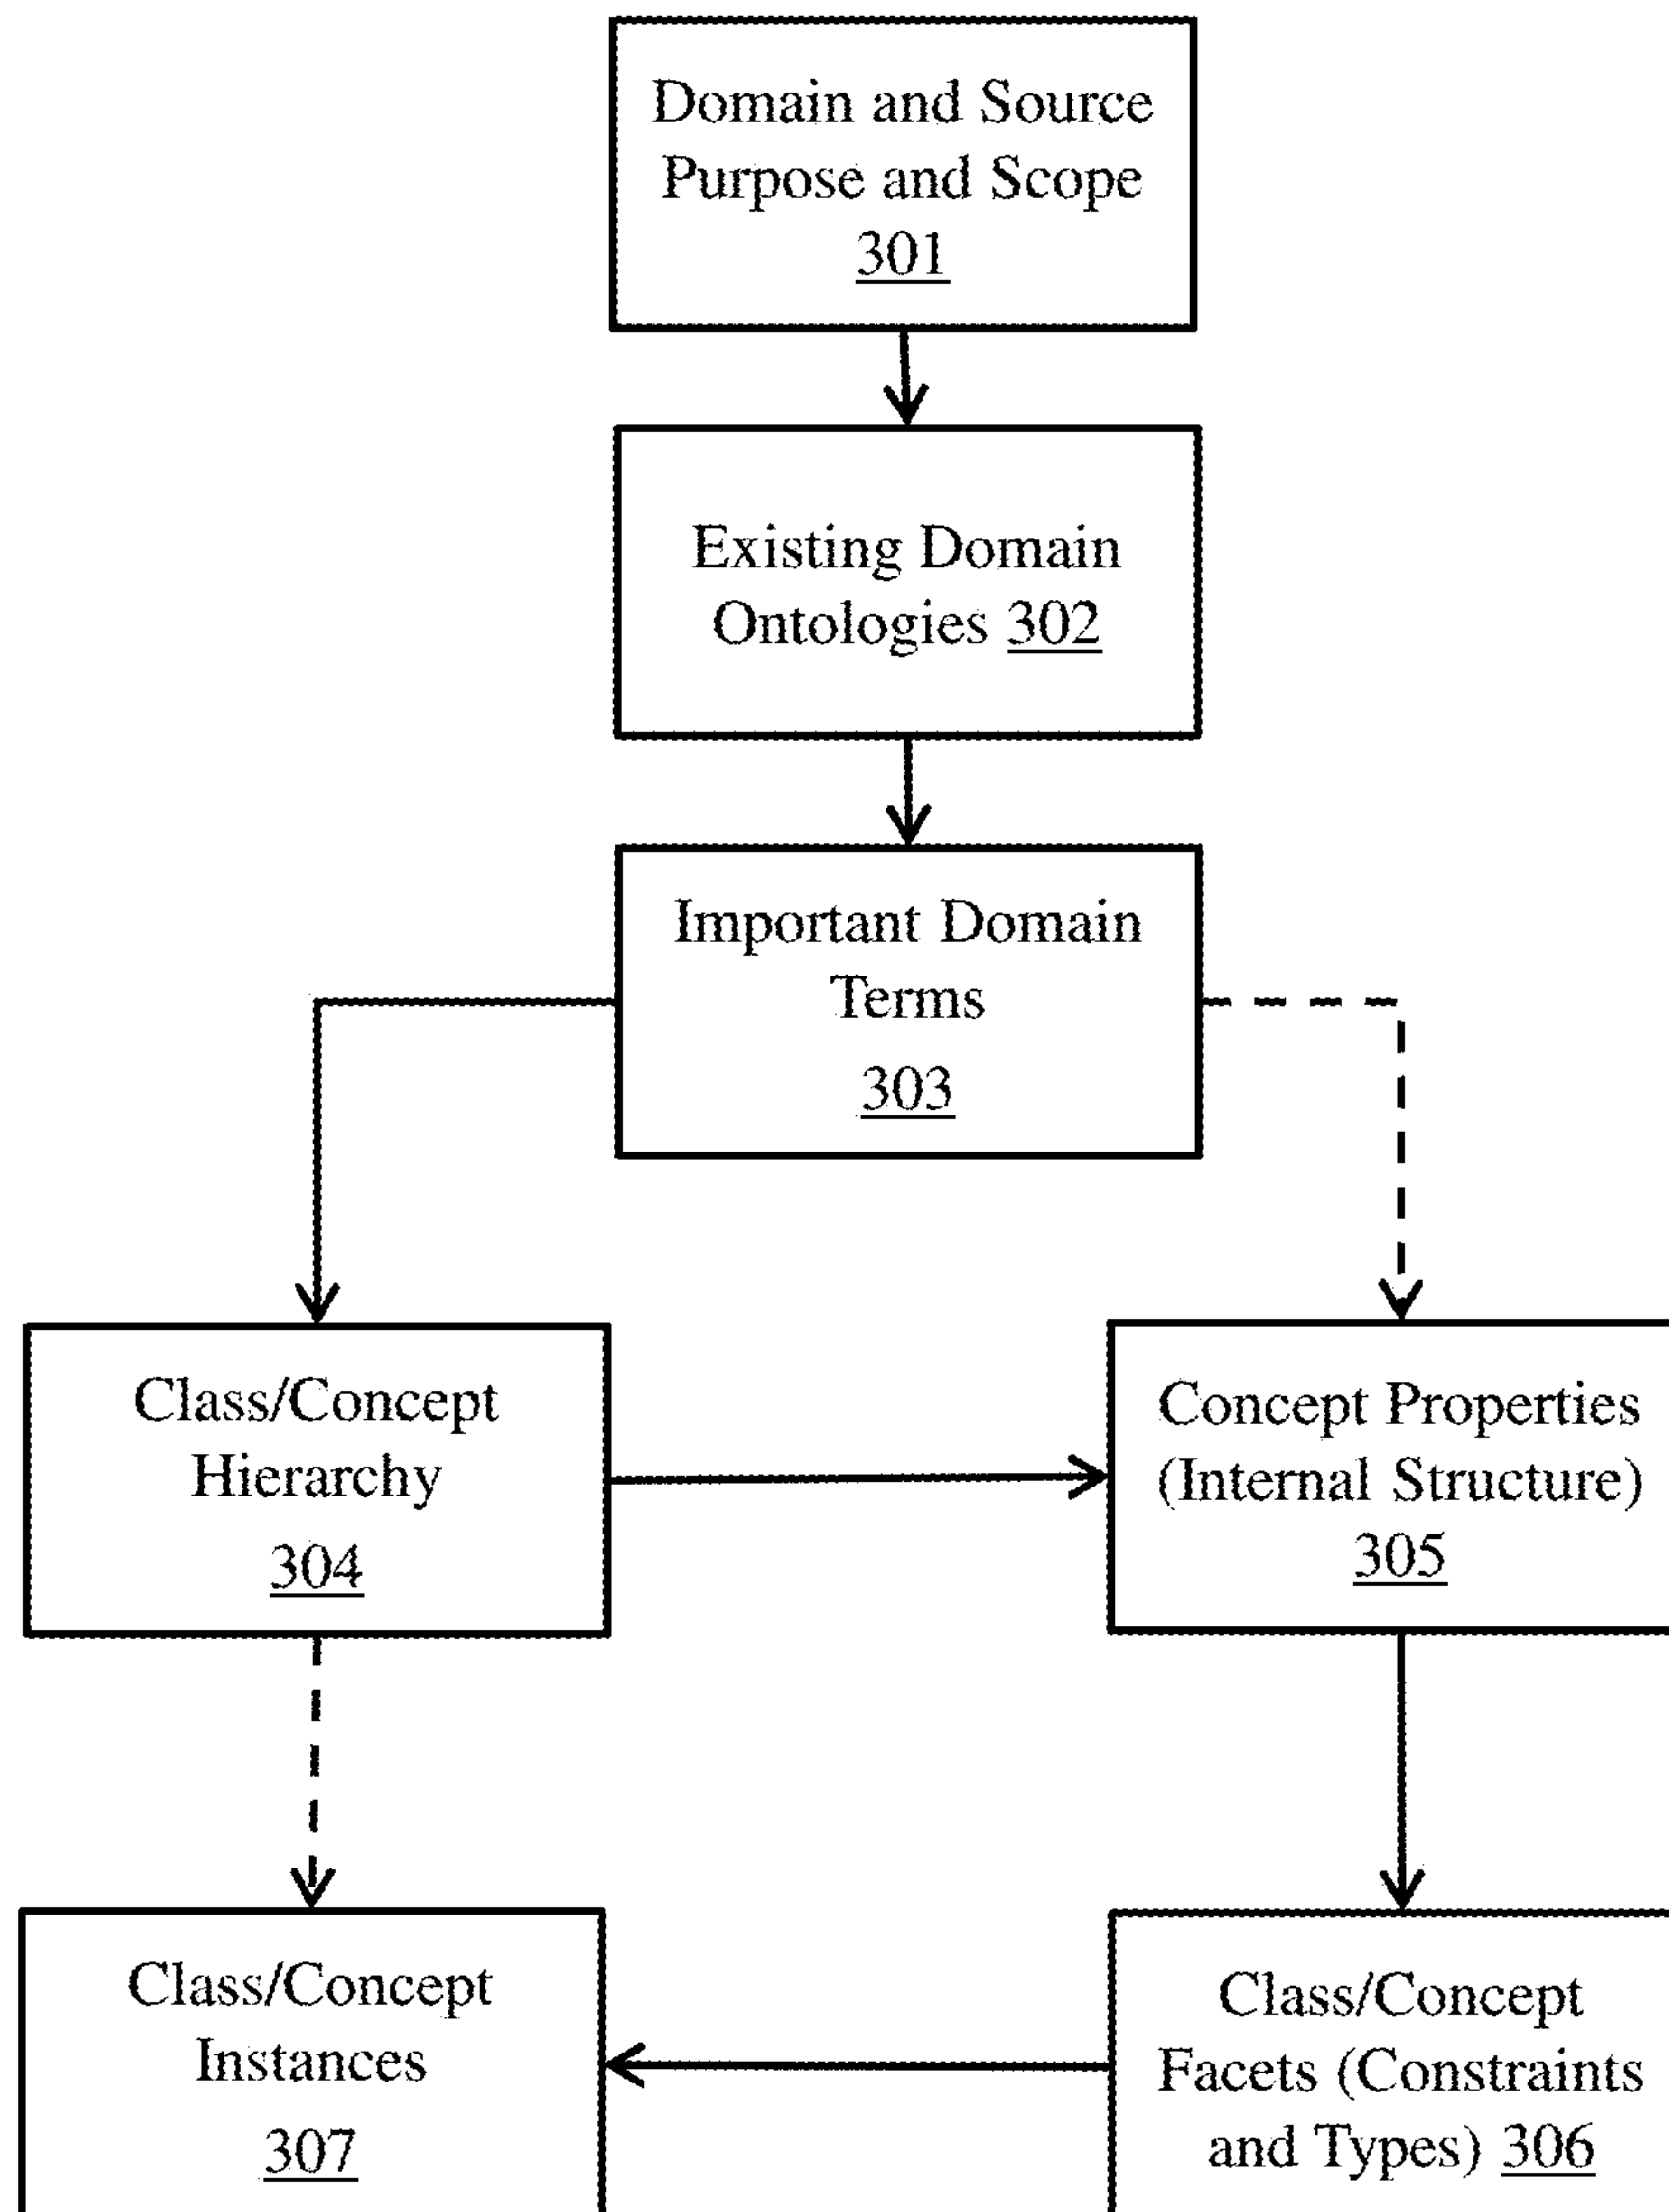 Domain and Source
Purpose and Scope
301
Existing Domain
Ontologies 302
Important Domain
Terms
303
Class/Concept
Hierarchy
304
Concept Properties
(Internal Structure)
305
Class/Concept
Instances
307
Class/Concept
Facets (Constraints
and Types) 306